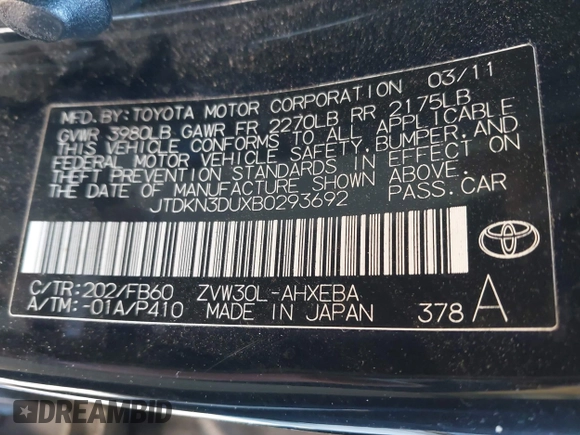 MFD. BY: TOYOTA MOTOR CORPORATION 03/11
GVWR 3980LB GAWR FR 2270LB RR 2175LB
THIS VEHICLE CONFORMS TO ALL APPLICABLE
FEDERAL MOTOR VEHICLE SAFETY, BUMPER, AND
THEFT PREVENTION STANDARDS IN EFFECT ON
THE DATE OF MANUFACTURE SHOWN ABOVE.
JTDKN3DUXB0293692 PASS. CAR
C/TR: 202/FB60 ZVW30L-AHXEBA
A/TM: -01A/P410 MADE IN JAPAN 378 A
DREAMBID